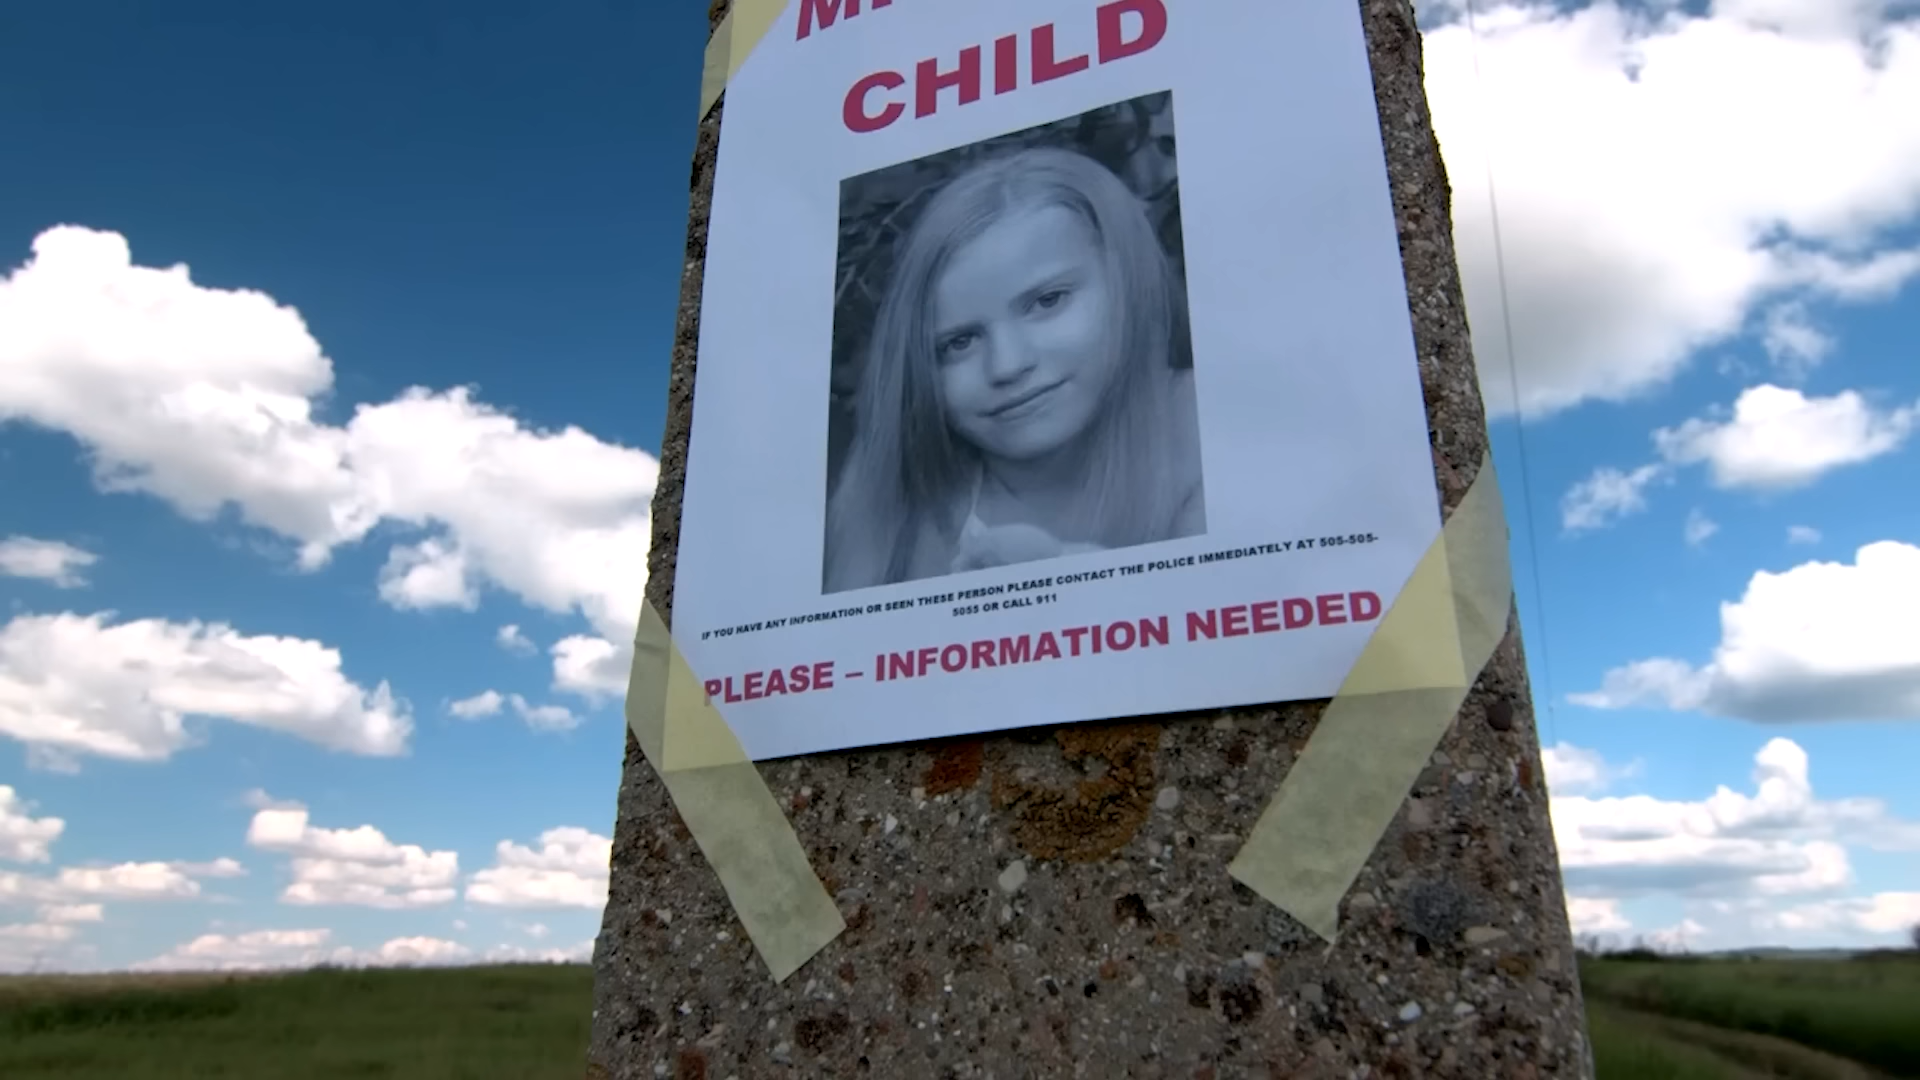 CHILD
IF YOU HAVE ANY INFORMATION OR SEEN THESE PERSON PLEASE CONTACT THE POLICE IMMEDIATELY AT 505-505-
5055 OR CALL 911
PLEASE – INFORMATION NEEDED